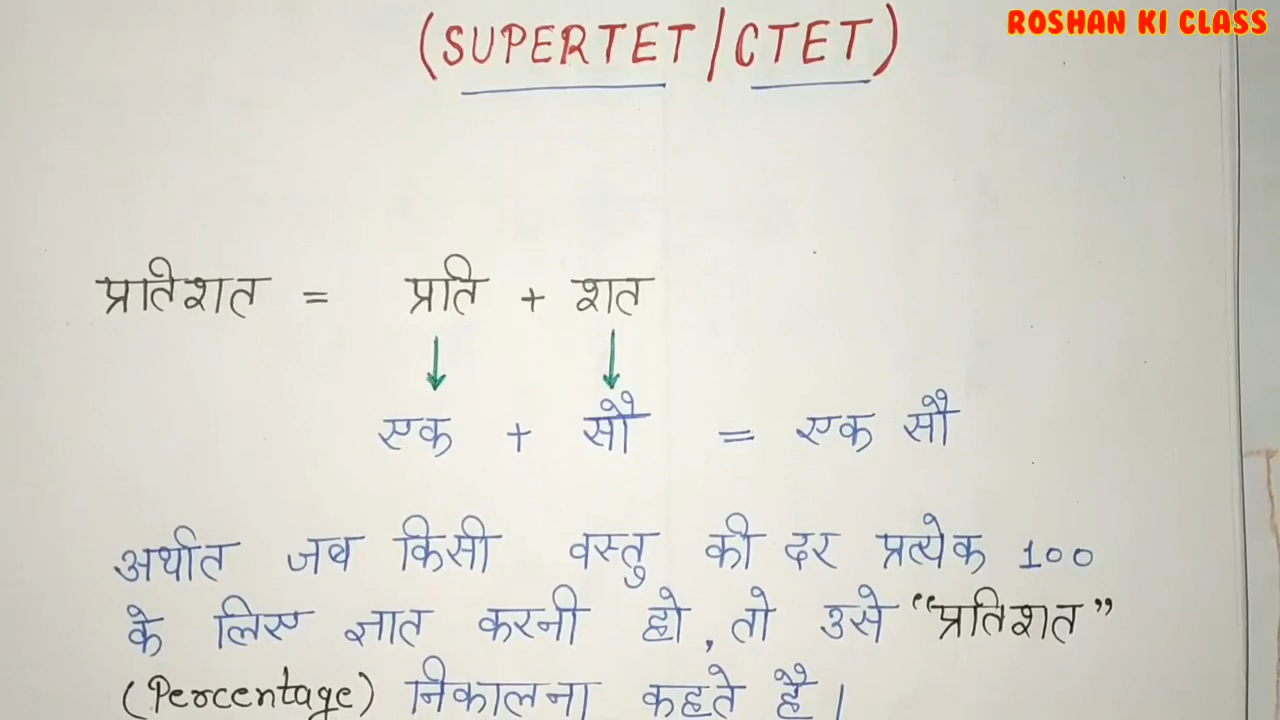 ROSHAN KI CLASS
(SUPERTET/CTET)
प्रतिशत = प्रति + शत
एक + सौ = एक सौ
अर्थात जब किसी वस्तु की दर प्रत्येक 100
के लिए ज्ञात करनी हो, तो उसे “प्रतिशत”
(Percentage) निकालना कहते है।